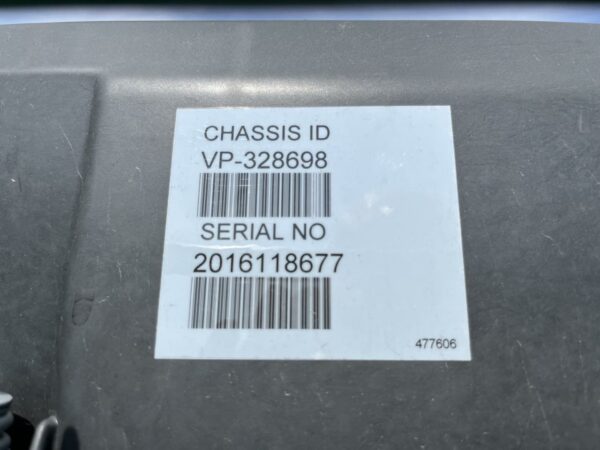 CHASSIS ID
VP-328698
SERIAL NO
2016118677
477606